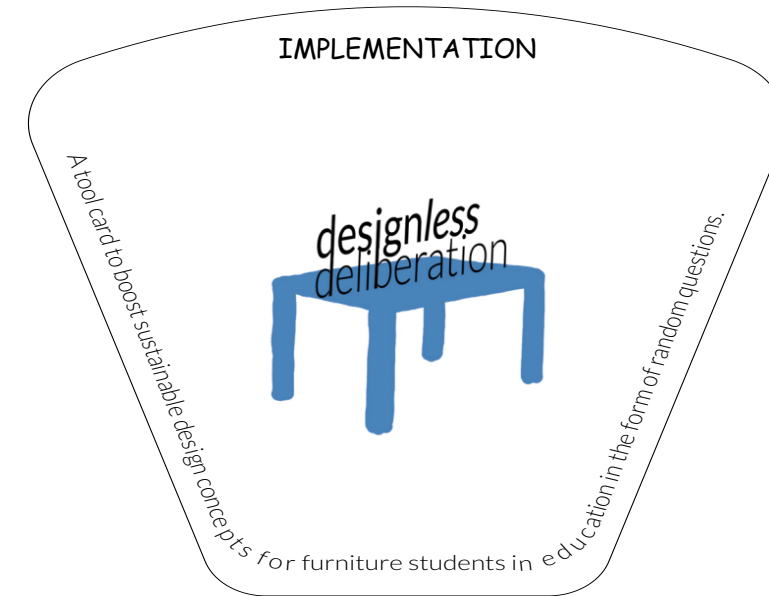 IMPLEMENTATION
designless
deliberation
A tool card to boost sustainable design concepts for furniture students in education in the form of random questions.